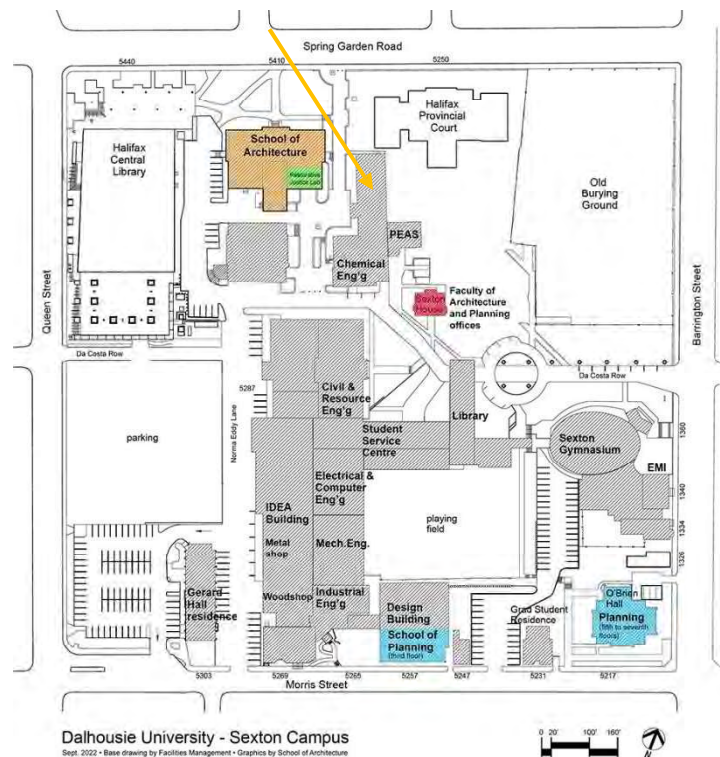 Spring Garden Road
5440
5410
5250
School of
Architecture
Restorative
Justice Lab
Halifax
Provincial
Court
Halifax
Central
Library
Old
Burying
Ground
PEAS
Chemical
Eng'g
Sexton
House
Faculty of
Architecture
and Planning
offices
Queen Street
Barrington Street
Da Costa Row
Da Costa Row
5287
Norma Eddy Lane
parking
Civil &
Resource Eng'g
Student
Service
Centre
Library
Sexton
Gymnasium
EMI
1360
1340
1334
1326
Electrical &
Computer
Eng'g
IDEA
Building
Metal
shop
Mech.Eng.
playing
field
Gerard
Hall
residence
Woodshop
Industrial
Eng'g
Design
Building
School of
Planning
(third floor)
Grad Student
Residence
O'Brien
Hall
Planning
(fifth to seventh
floors)
5303
5269
5265
5257
5247
5231
5217
Morris Street
Dalhousie University - Sexton Campus
Sept. 2022 • Base drawing by Facilities Management • Graphics by School of Architecture
0 20' 100' 160'